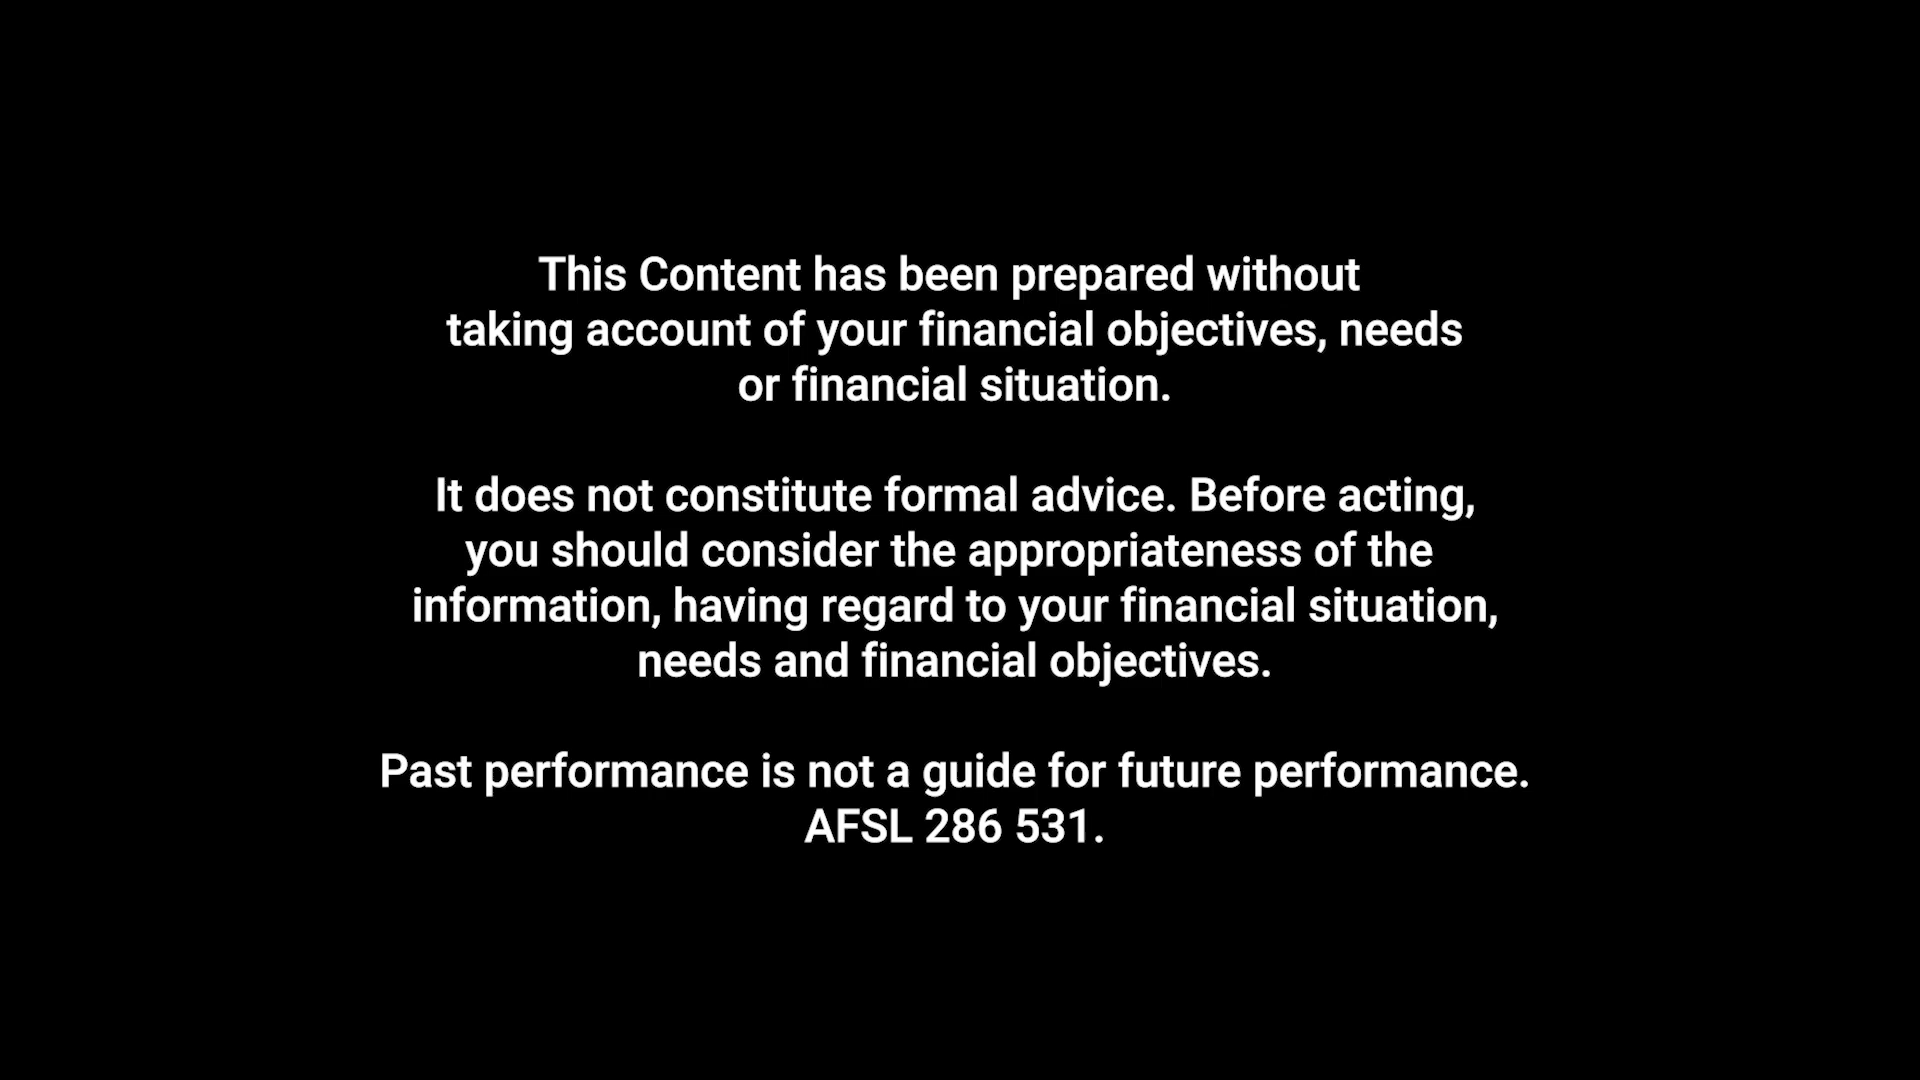 This Content has been prepared without
taking account of your financial objectives, needs
or financial situation.
It does not constitute formal advice. Before acting,
you should consider the appropriateness of the
information, having regard to your financial situation,
needs and financial objectives.
Past performance is not a guide for future performance.
AFSL 286 531.